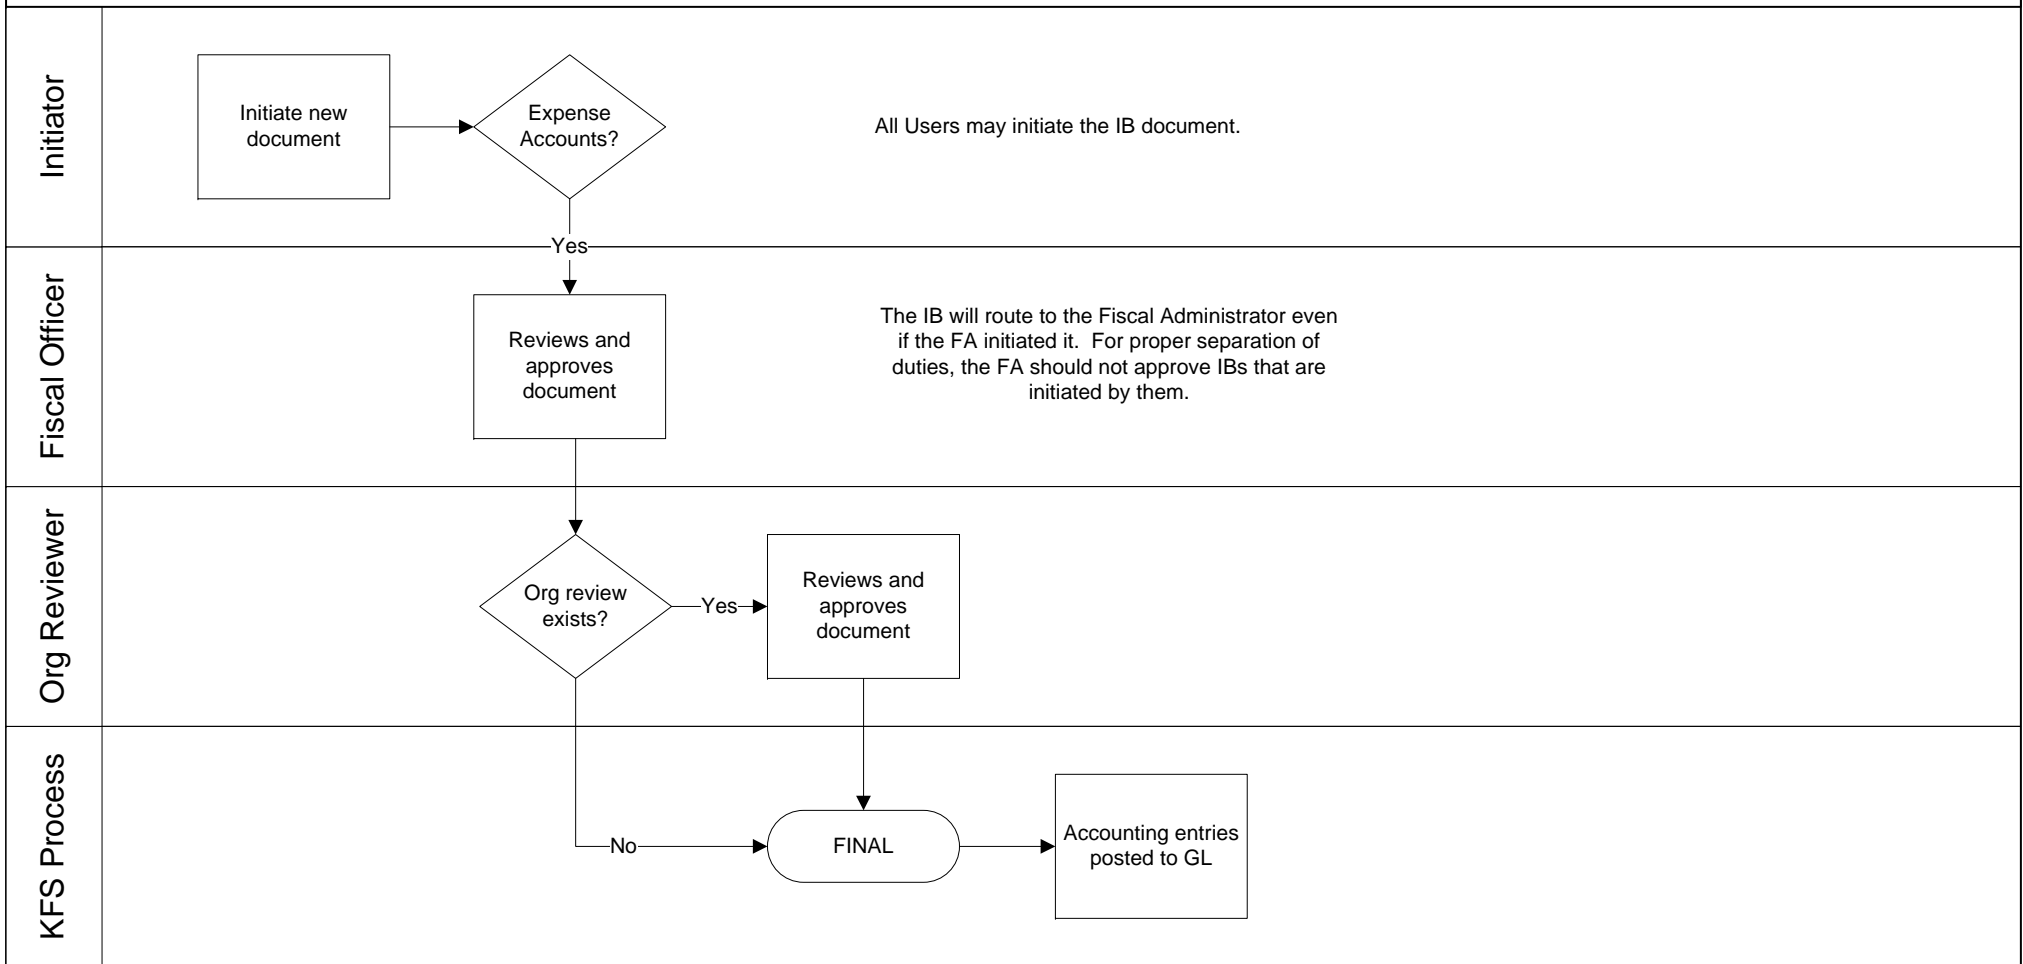 Initiator
Initiate new
document
Expense
Accounts?
All Users may initiate the IB document.
Yes
Fiscal Officer
Reviews and
approves
document
The IB will route to the Fiscal Administrator even
if the FA initiated it.  For proper separation of
duties, the FA should not approve IBs that are
initiated by them.
Org Reviewer
Org review
exists?
Yes
Reviews and
approves
document
KFS Process
No
FINAL
Accounting entries
posted to GL